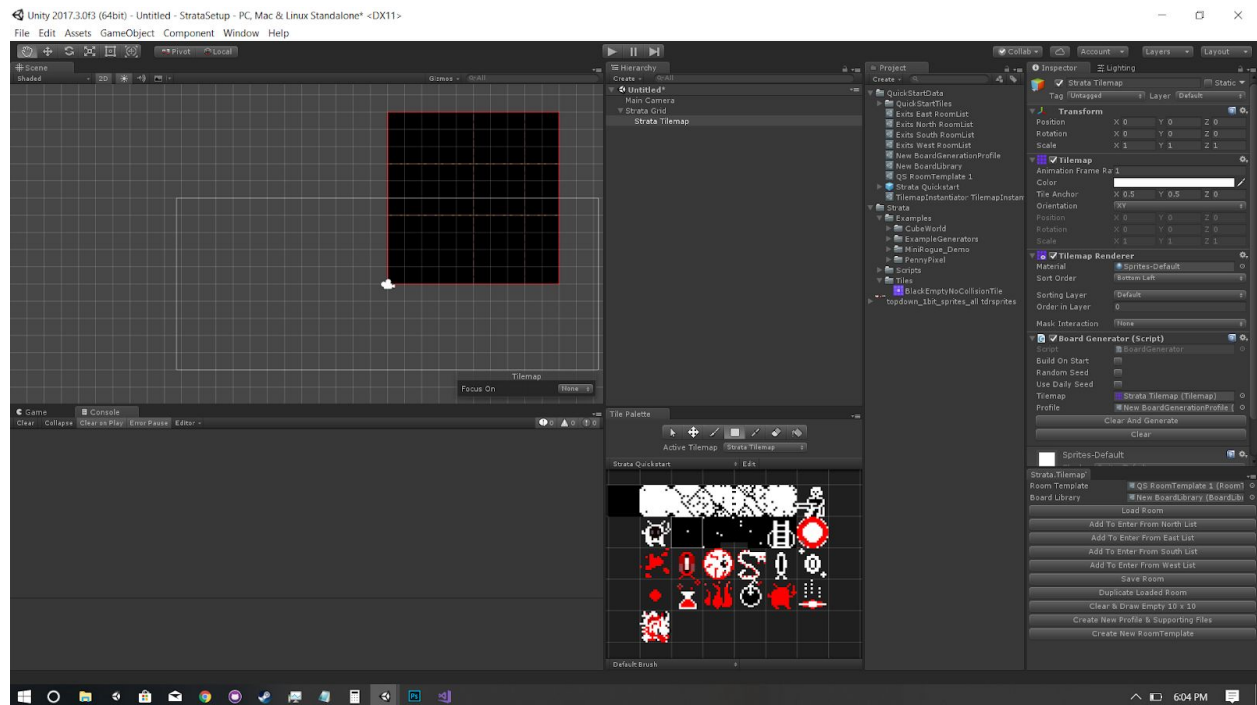 Unity 2017.3.0f3 (64bit) - Untitled - StrataSetup - PC, Mac & Linux Standalone* <DX11>
File Edit Assets GameObject Component Window Help
Pivot Local
Collab Account Layers Layout
Scene
Shaded 2D Gizmos All
Tilemap
Focus On None
Hierarchy
Create All
Untitled*
Main Camera
Strata Grid
Strata Tilemap
Project
Create
QuickStartData
QuickStartTiles
Exits East RoomList
Exits North RoomList
Exits South RoomList
Exits West RoomList
New BoardGenerationProfile
New BoardLibrary
QS RoomTemplate 1
Strata Quickstart
TilemapInstantiator TilemapInstan
Strata
Examples
CubeWorld
ExampleGenerators
MiniRogue_Demo
PennyPixel
Scripts
Tiles
BlackEmptyNoCollisionTile
topdown_1bit_sprites_all tdrsprites
Inspector Lighting
Strata Tilemap Static
Tag Untagged Layer Default
Transform
Position X 0 Y 0 Z 0
Rotation X 0 Y 0 Z 0
Scale X 1 Y 1 Z 1
Tilemap
Animation Frame Ra 1
Color
Tile Anchor X 0.5 Y 0.5 Z 0
Orientation XY
Position X 0 Y 0 Z 0
Rotation X 0 Y 0 Z 0
Scale X 1 Y 1 Z 1
Tilemap Renderer
Material Sprites-Default
Sort Order Bottom Left
Sorting Layer Default
Order in Layer 0
Mask Interaction None
Board Generator (Script)
Script BoardGenerator
Build On Start
Random Seed
Use Daily Seed
Tilemap Strata Tilemap (Tilemap)
Profile New BoardGenerationProfile (
Clear And Generate
Clear
Sprites-Default
Strata.Tilemap
Room Template QS RoomTemplate 1 (RoomT
Board Library New BoardLibrary (BoardLibr
Load Room
Add To Enter From North List
Add To Enter From East List
Add To Enter From South List
Add To Enter From West List
Save Room
Duplicate Loaded Room
Clear & Draw Empty 10 x 10
Create New Profile & Supporting Files
Create New RoomTemplate
Game Console
Clear Collapse Clear on Play Error Pause Editor 0 0 0
Tile Palette
Active Tilemap Strata Tilemap
Strata Quickstart Edit
Default Brush
Ps
6:04 PM